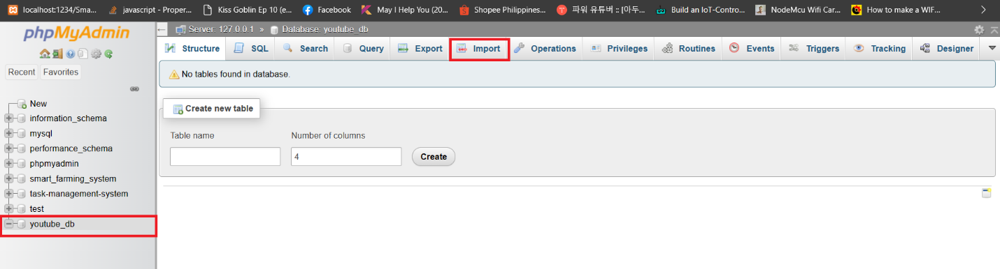 localhost:1234/Sma... javascript - Proper... Kiss Goblin Ep 10 (e... Facebook May I Help You (20... Shopee Philippines... 파워 유튜버 :: [아두... Build an IoT-Contro... NodeMcu Wifi Car... How to make a WIF...
phpMyAdmin
Recent Favorites
New
information_schema
mysql
performance_schema
phpmyadmin
smart_farming_system
task-management-system
test
youtube_db
Server: 127.0.0.1 » Database: youtube_db
Structure SQL Search Query Export Import Operations Privileges Routines Events Triggers Tracking Designer
No tables found in database.
Create new table
Table name Number of columns
4 Create